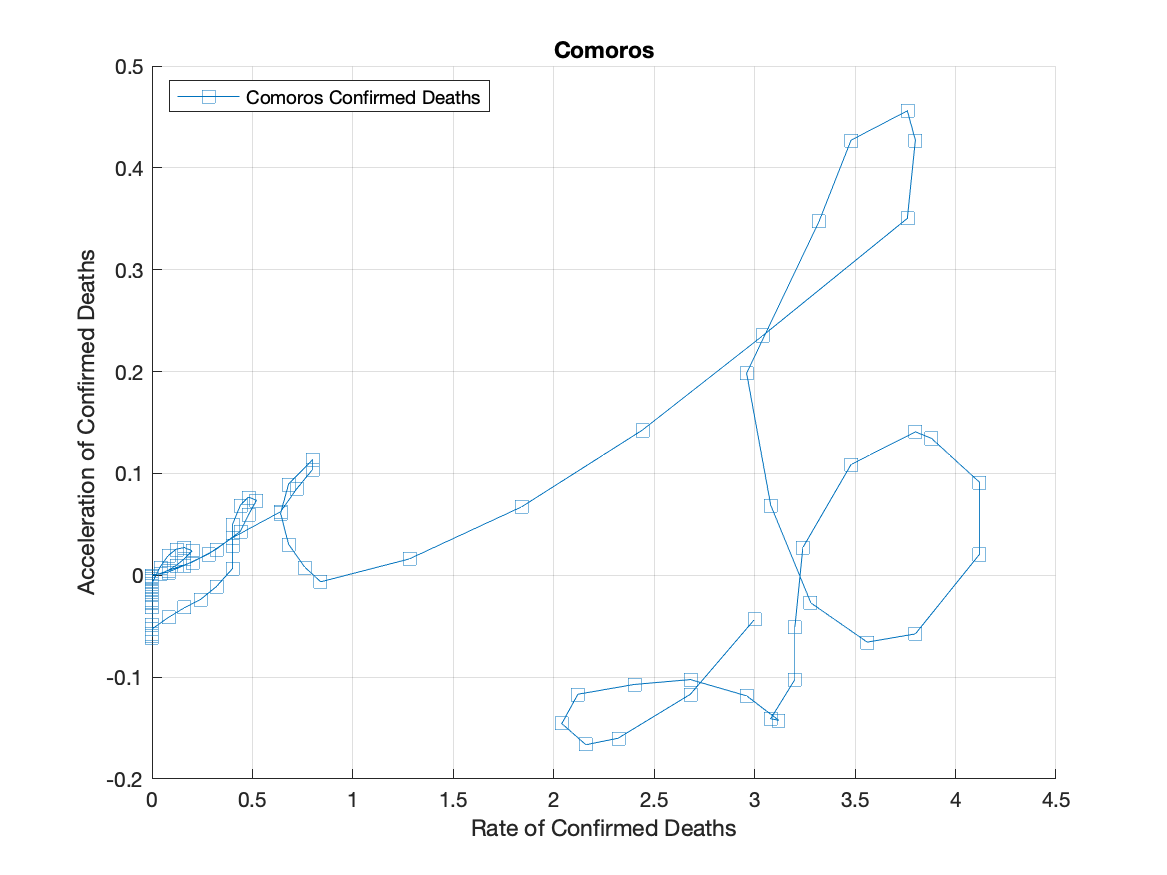 Comoros
Comoros Confirmed Deaths
Acceleration of Confirmed Deaths
0.5
0.4
0.3
0.2
0.1
0
-0.1
-0.2
0 0.5 1 1.5 2 2.5 3 3.5 4 4.5
Rate of Confirmed Deaths